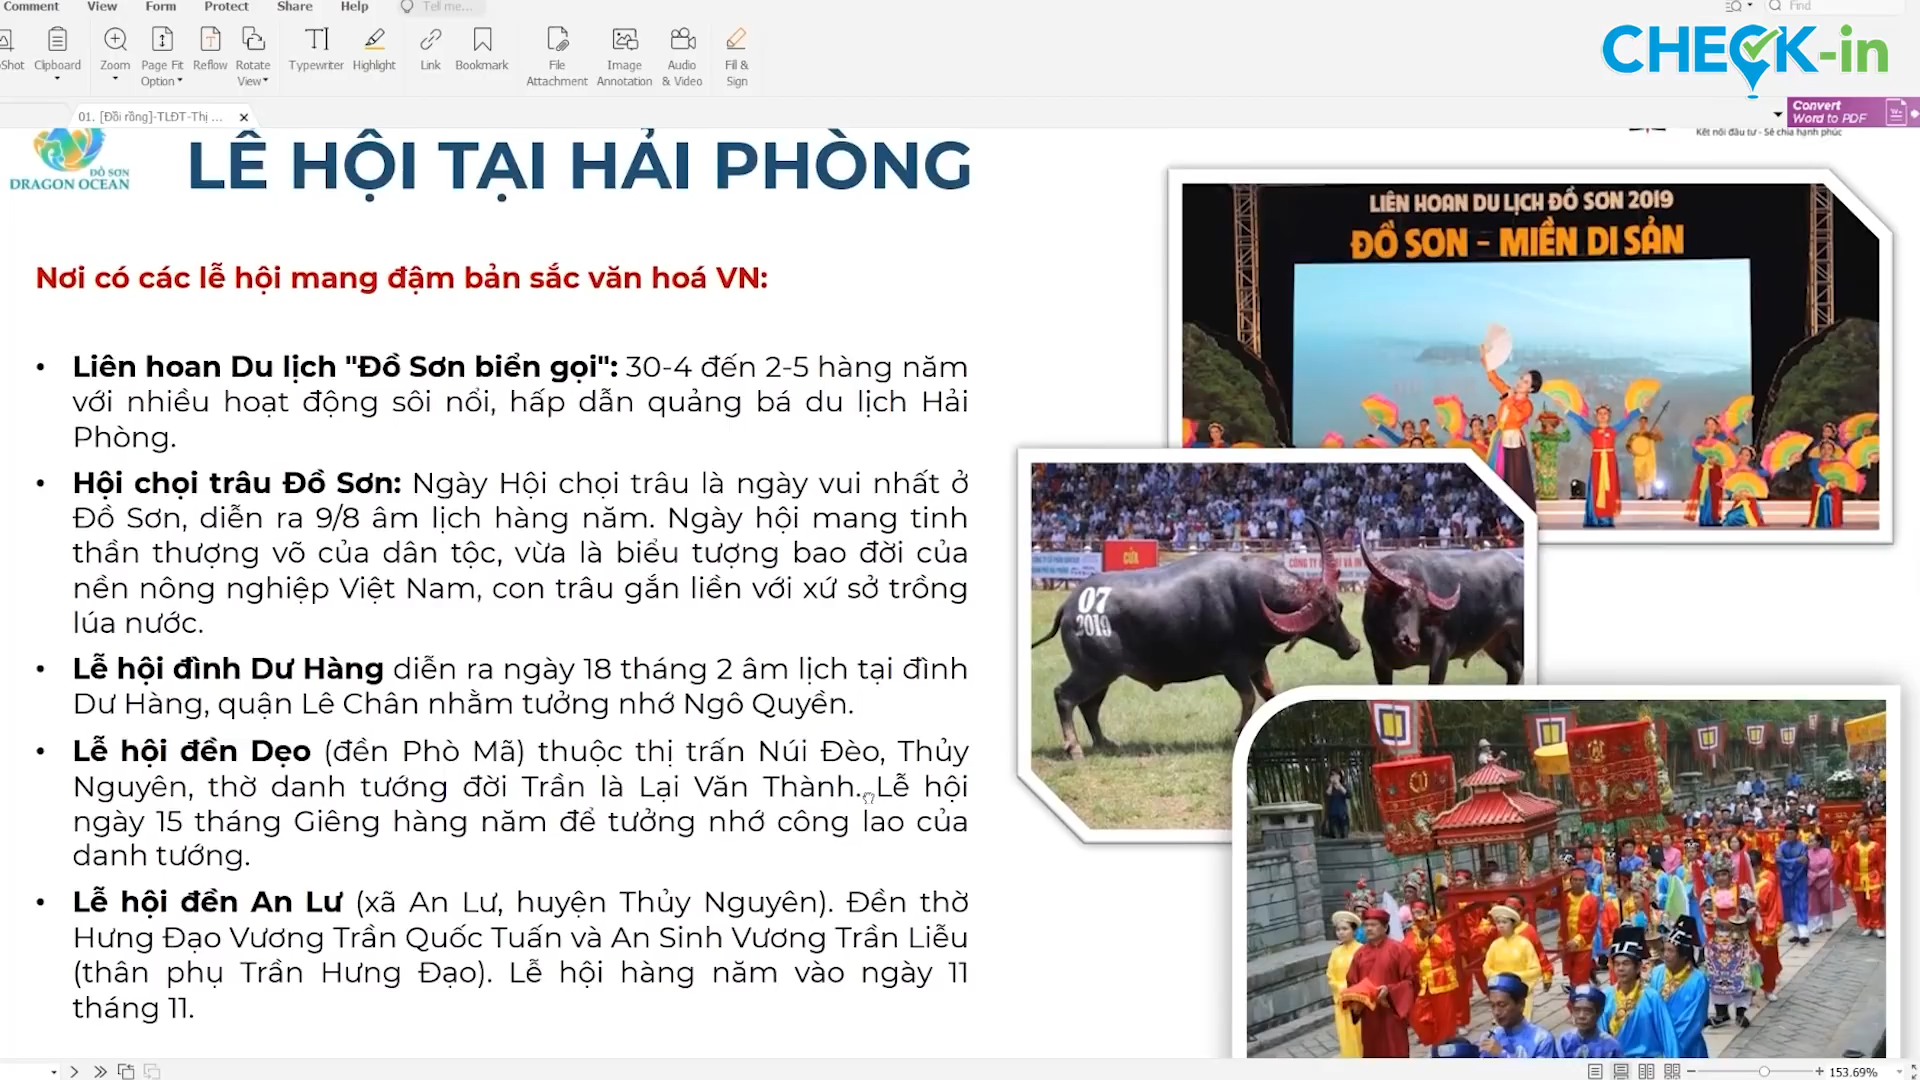 Comment View Form Protect Share Help Tell me... Find
Shot Clipboard Zoom Page Fit Option Reflow Rotate View Typewriter Highlight Link Bookmark File Attachment Image Annotation Audio & Video Fill & Sign
CHECK-in
01. [Đồi rồng]-TLĐT-Thị ...
Convert
Word to PDF
Kết nối đầu tư - Sẻ chia hạnh phúc
ĐỒ SƠN
DRAGON OCEAN
LỄ HỘI TẠI HẢI PHÒNG
Nơi có các lễ hội mang đậm bản sắc văn hoá VN:
• Liên hoan Du lịch "Đồ Sơn biển gọi": 30-4 đến 2-5 hàng năm
với nhiều hoạt động sôi nổi, hấp dẫn quảng bá du lịch Hải
Phòng.
• Hội chọi trâu Đồ Sơn: Ngày Hội chọi trâu là ngày vui nhất ở
Đồ Sơn, diễn ra 9/8 âm lịch hàng năm. Ngày hội mang tinh
thần thượng võ của dân tộc, vừa là biểu tượng bao đời của
nền nông nghiệp Việt Nam, con trâu gắn liền với xứ sở trồng
lúa nước.
• Lễ hội đình Dư Hàng diễn ra ngày 18 tháng 2 âm lịch tại đình
Dư Hàng, quận Lê Chân nhằm tưởng nhớ Ngô Quyền.
• Lễ hội đền Dẹo (đền Phò Mã) thuộc thị trấn Núi Đèo, Thủy
Nguyên, thờ danh tướng đời Trần là Lại Văn Thành. Lễ hội
ngày 15 tháng Giêng hàng năm để tưởng nhớ công lao của
danh tướng.
• Lễ hội đền An Lư (xã An Lư, huyện Thủy Nguyên). Đền thờ
Hưng Đạo Vương Trần Quốc Tuấn và An Sinh Vương Trần Liễu
(thân phụ Trần Hưng Đạo). Lễ hội hàng năm vào ngày 11
tháng 11.
LIÊN HOAN DU LỊCH ĐỒ SƠN 2019
ĐỒ SƠN - MIỀN DI SẢN
CỬA
07
2019
153.69%